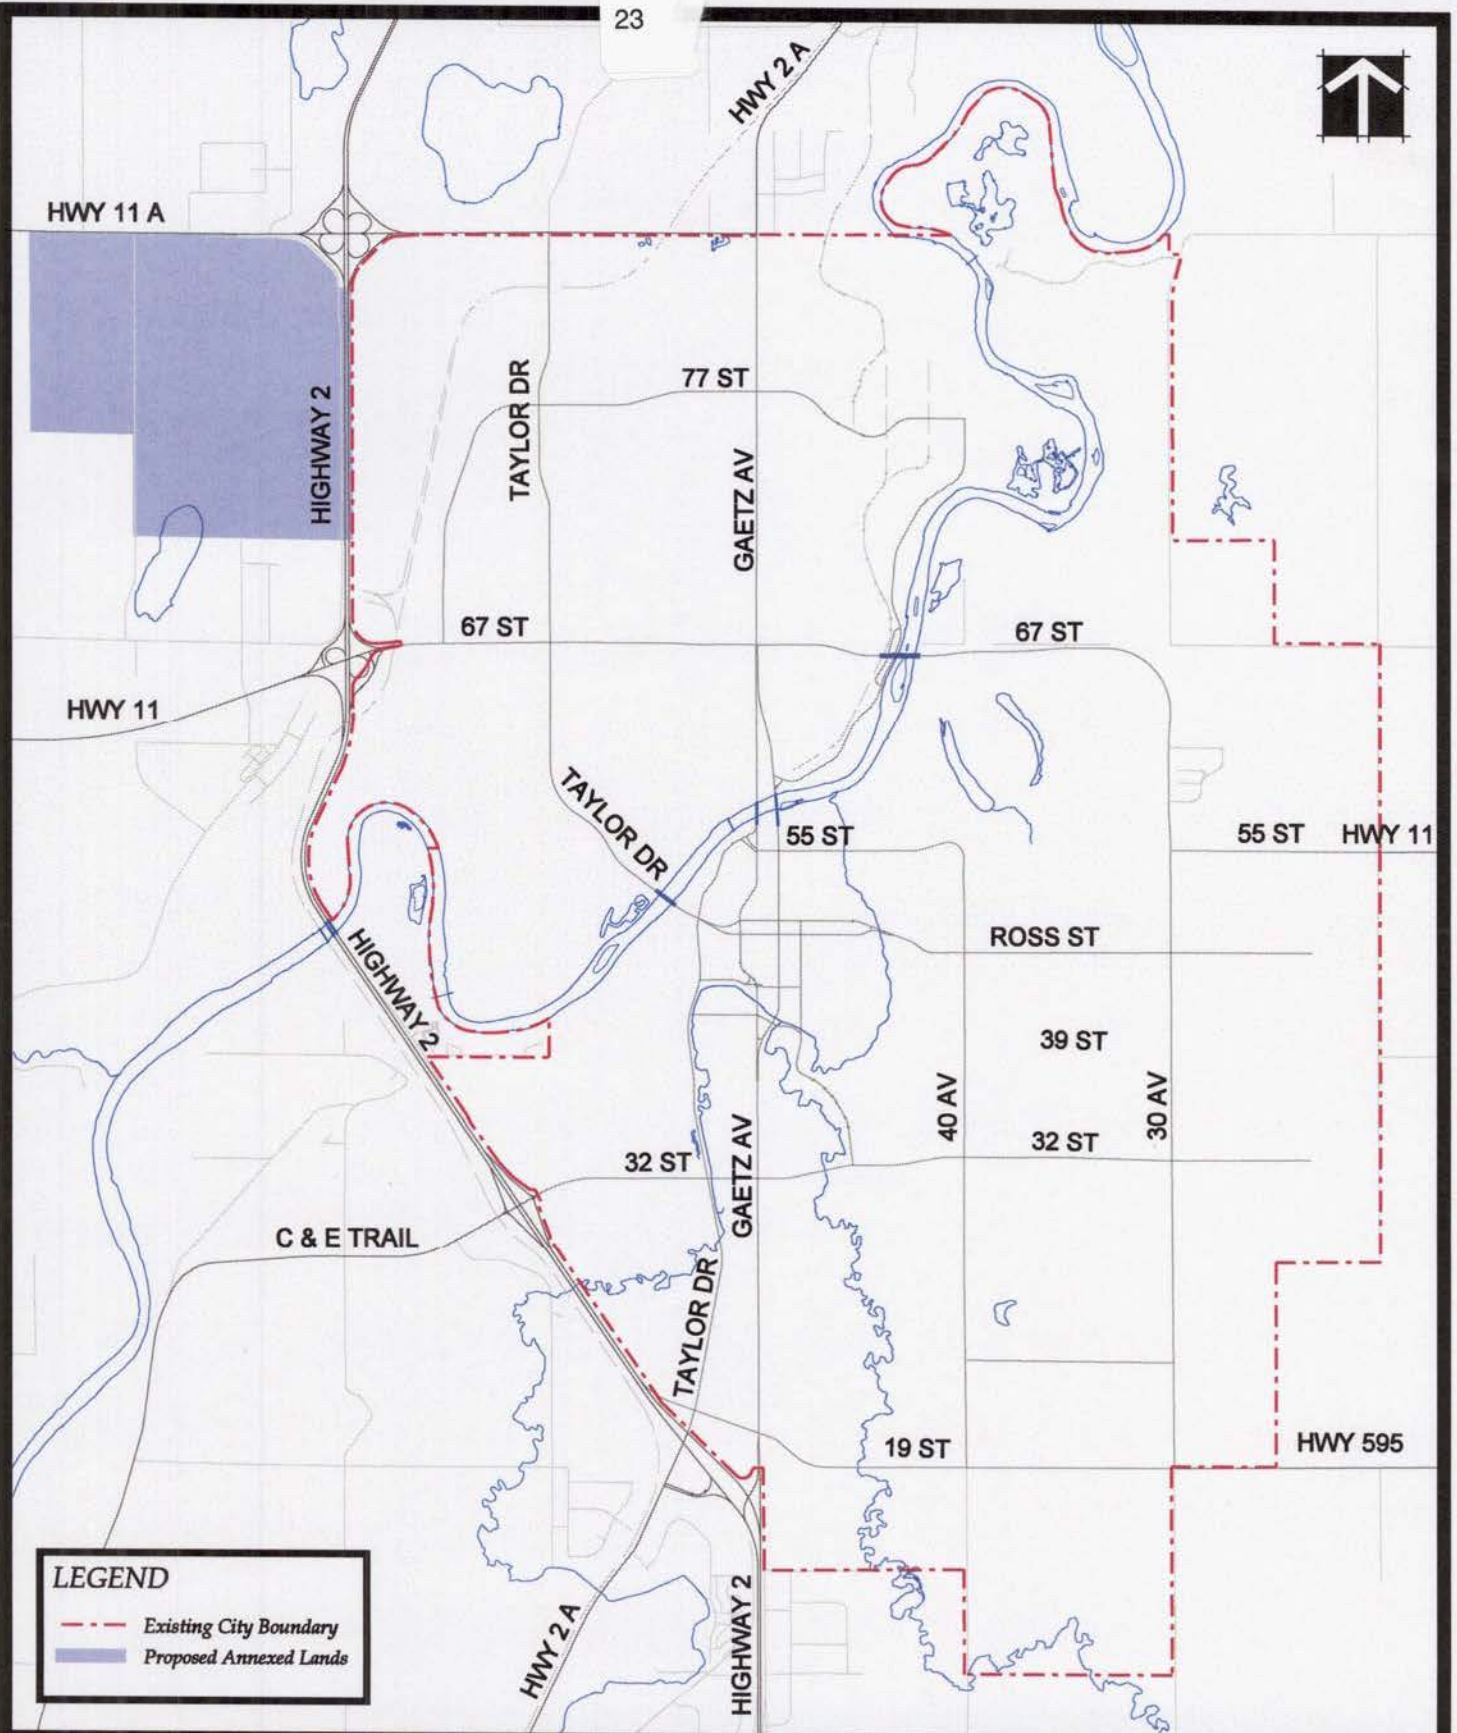 23
HWY 2 A
HWY 11 A
HIGHWAY 2
TAYLOR DR
77 ST
GAETZ AV
67 ST
67 ST
HWY 11
TAYLOR DR
55 ST
55 ST
HWY 11
ROSS ST
HIGHWAY 2
39 ST
40 AV
30 AV
32 ST
32 ST
GAETZ AV
C & E TRAIL
TAYLOR DR
19 ST
HWY 595
HWY 2 A
HIGHWAY 2
LEGEND
Existing City Boundary
Proposed Annexed Lands